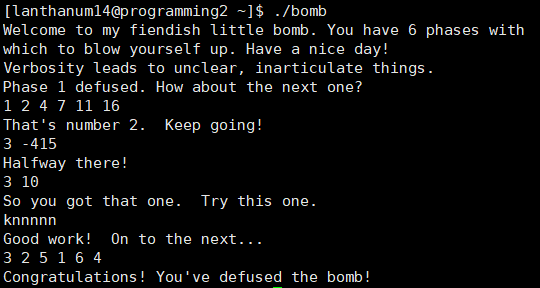 [lanthanum14@programming2 ~]$ ./bomb
Welcome to my fiendish little bomb. You have 6 phases with
which to blow yourself up. Have a nice day!
Verbosity leads to unclear, inarticulate things.
Phase 1 defused. How about the next one?
1 2 4 7 11 16
That's number 2.  Keep going!
3 -415
Halfway there!
3 10
So you got that one.  Try this one.
knnnnn
Good work!  On to the next...
3 2 5 1 6 4
Congratulations! You've defused the bomb!